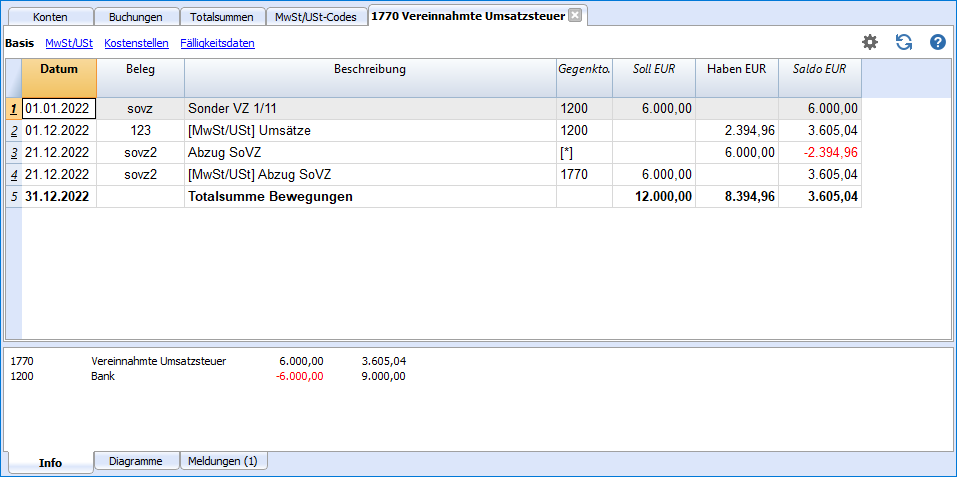 Konten Buchungen Totalsummen MwSt/USt-Codes 1770 Vereinnahmte Umsatzsteuer
Basis MwSt/USt Kostenstellen Fälligkeitsdaten
Datum Beleg Beschreibung Gegenkto. Soll EUR Haben EUR Saldo EUR
1 01.01.2022 sovz Sonder VZ 1/11 1200 6.000,00 6.000,00
2 01.12.2022 123 [MwSt/USt] Umsätze 1200 2.394,96 3.605,04
3 21.12.2022 sovz2 Abzug SoVZ [*] 6.000,00 -2.394,96
4 21.12.2022 sovz2 [MwSt/USt] Abzug SoVZ 1770 6.000,00 3.605,04
5 31.12.2022 Totalsumme Bewegungen 12.000,00 8.394,96 3.605,04
1770 Vereinnahmte Umsatzsteuer 6.000,00 3.605,04
1200 Bank -6.000,00 9.000,00
Info Diagramme Meldungen (1)